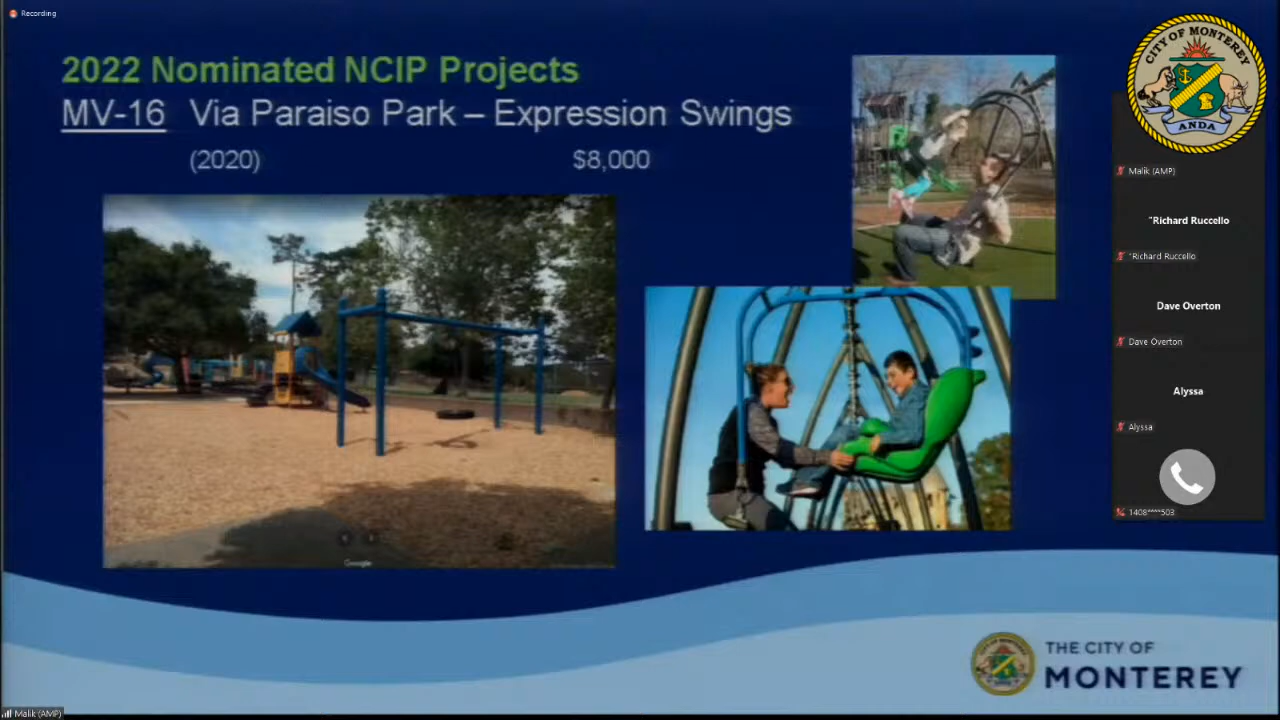 Recording
2022 Nominated NCIP Projects
MV-16 Via Paraiso Park – Expression Swings
(2020) $8,000
Google
CITY OF MONTEREY
ANDA
Malik (AMP)
"Richard Ruccello
"Richard Ruccello
Dave Overton
Dave Overton
Alyssa
Alyssa
1408****503
THE CITY OF
MONTEREY
Malik (AMP)